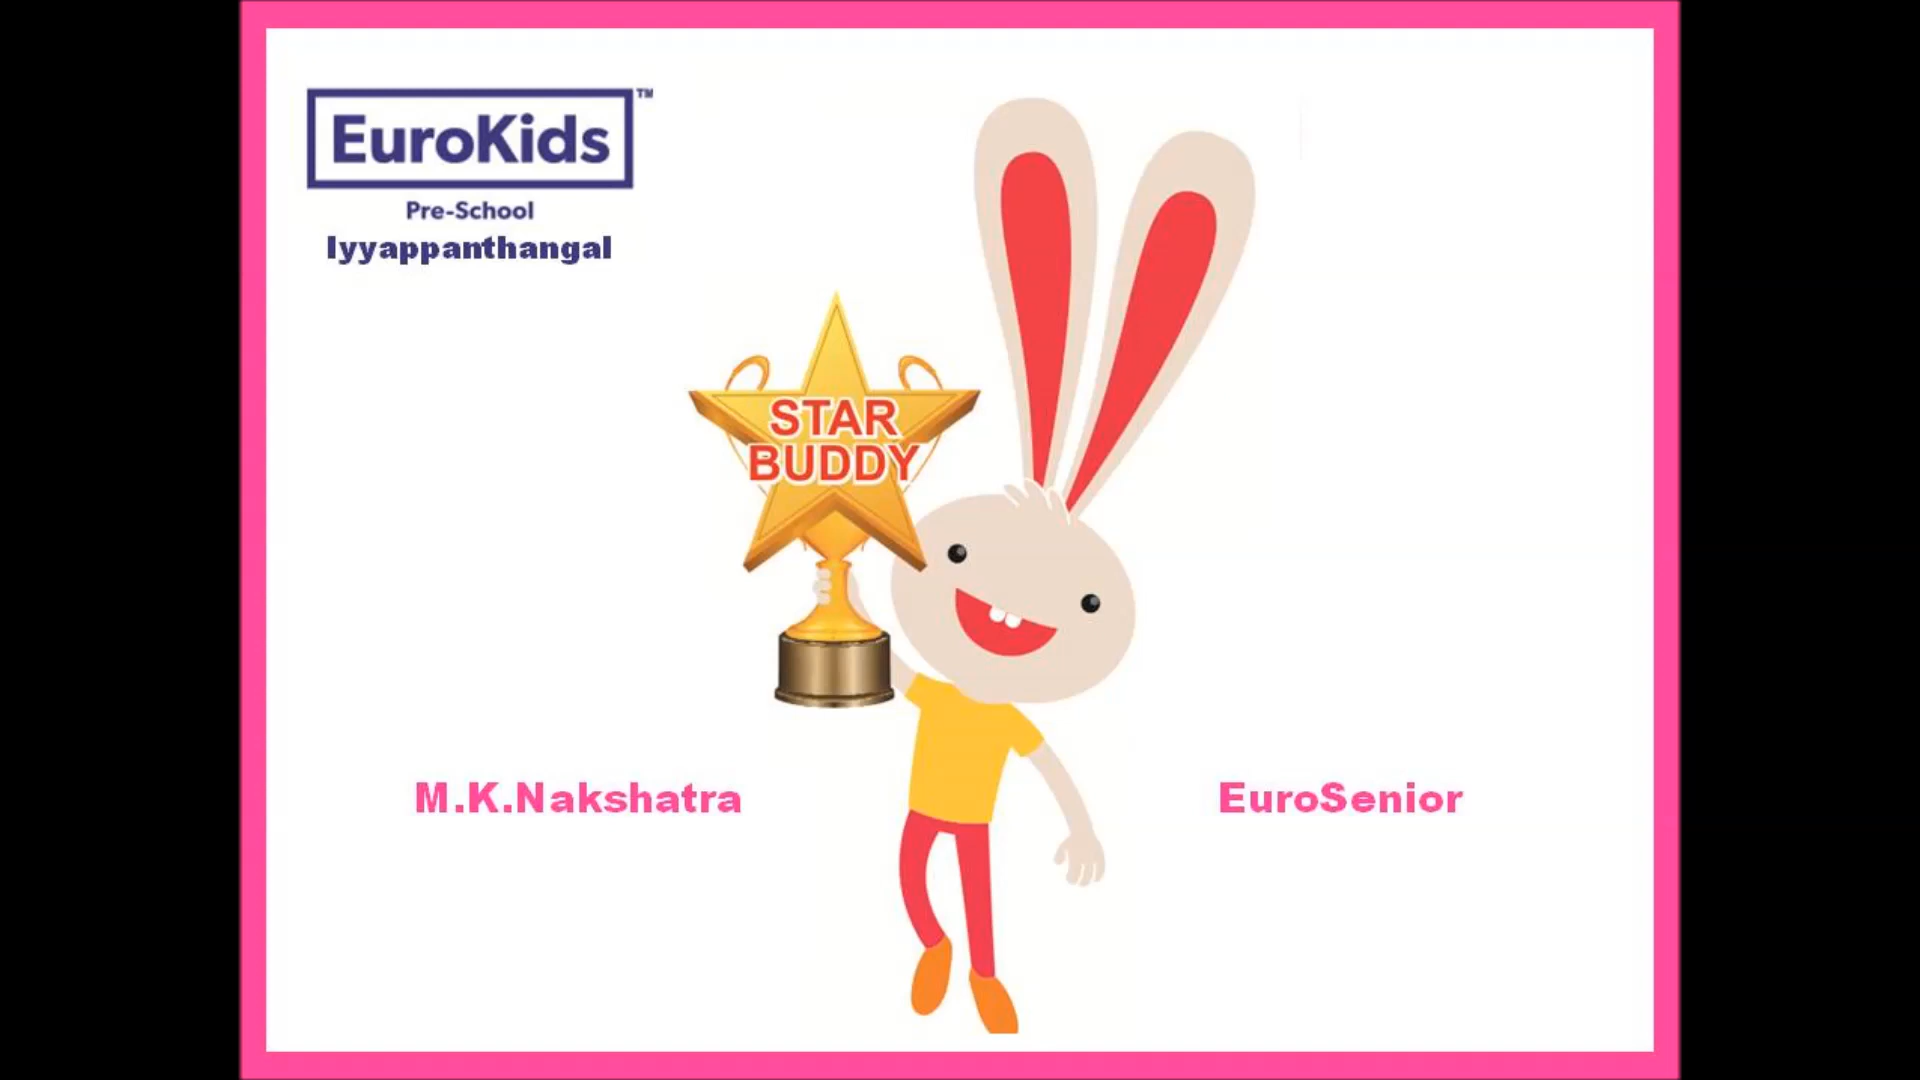 EuroKids™
Pre-School
Iyyappanthangal
STAR
BUDDY
M.K.Nakshatra
EuroSenior